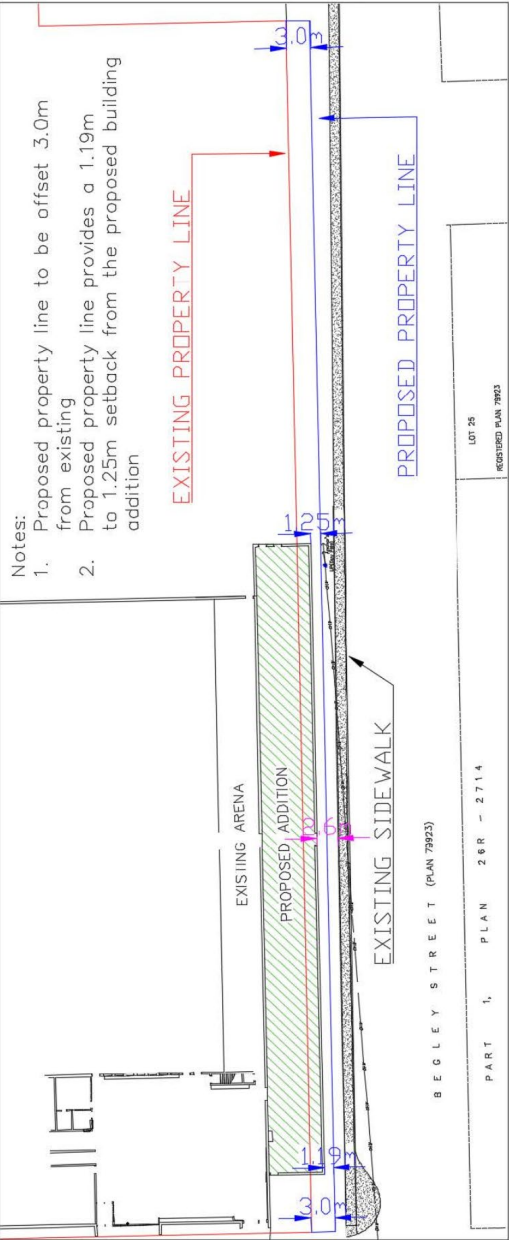 Notes:
1. Proposed property line to be offset 3.0m
from existing
2. Proposed property line provides a 1.19m
to 1.25m setback from the proposed building
addition
EXISTING PROPERTY LINE
3.0m
PROPOSED PROPERTY LINE
1.25m
EXISTING ARENA
PROPOSED ADDITION
2.6
EXISTING SIDEWALK
1.19m
3.0m
BEGLEY STREET (PLAN 79923)
LOT 25
REGISTERED PLAN 79923
PART 1, PLAN 26R - 2714